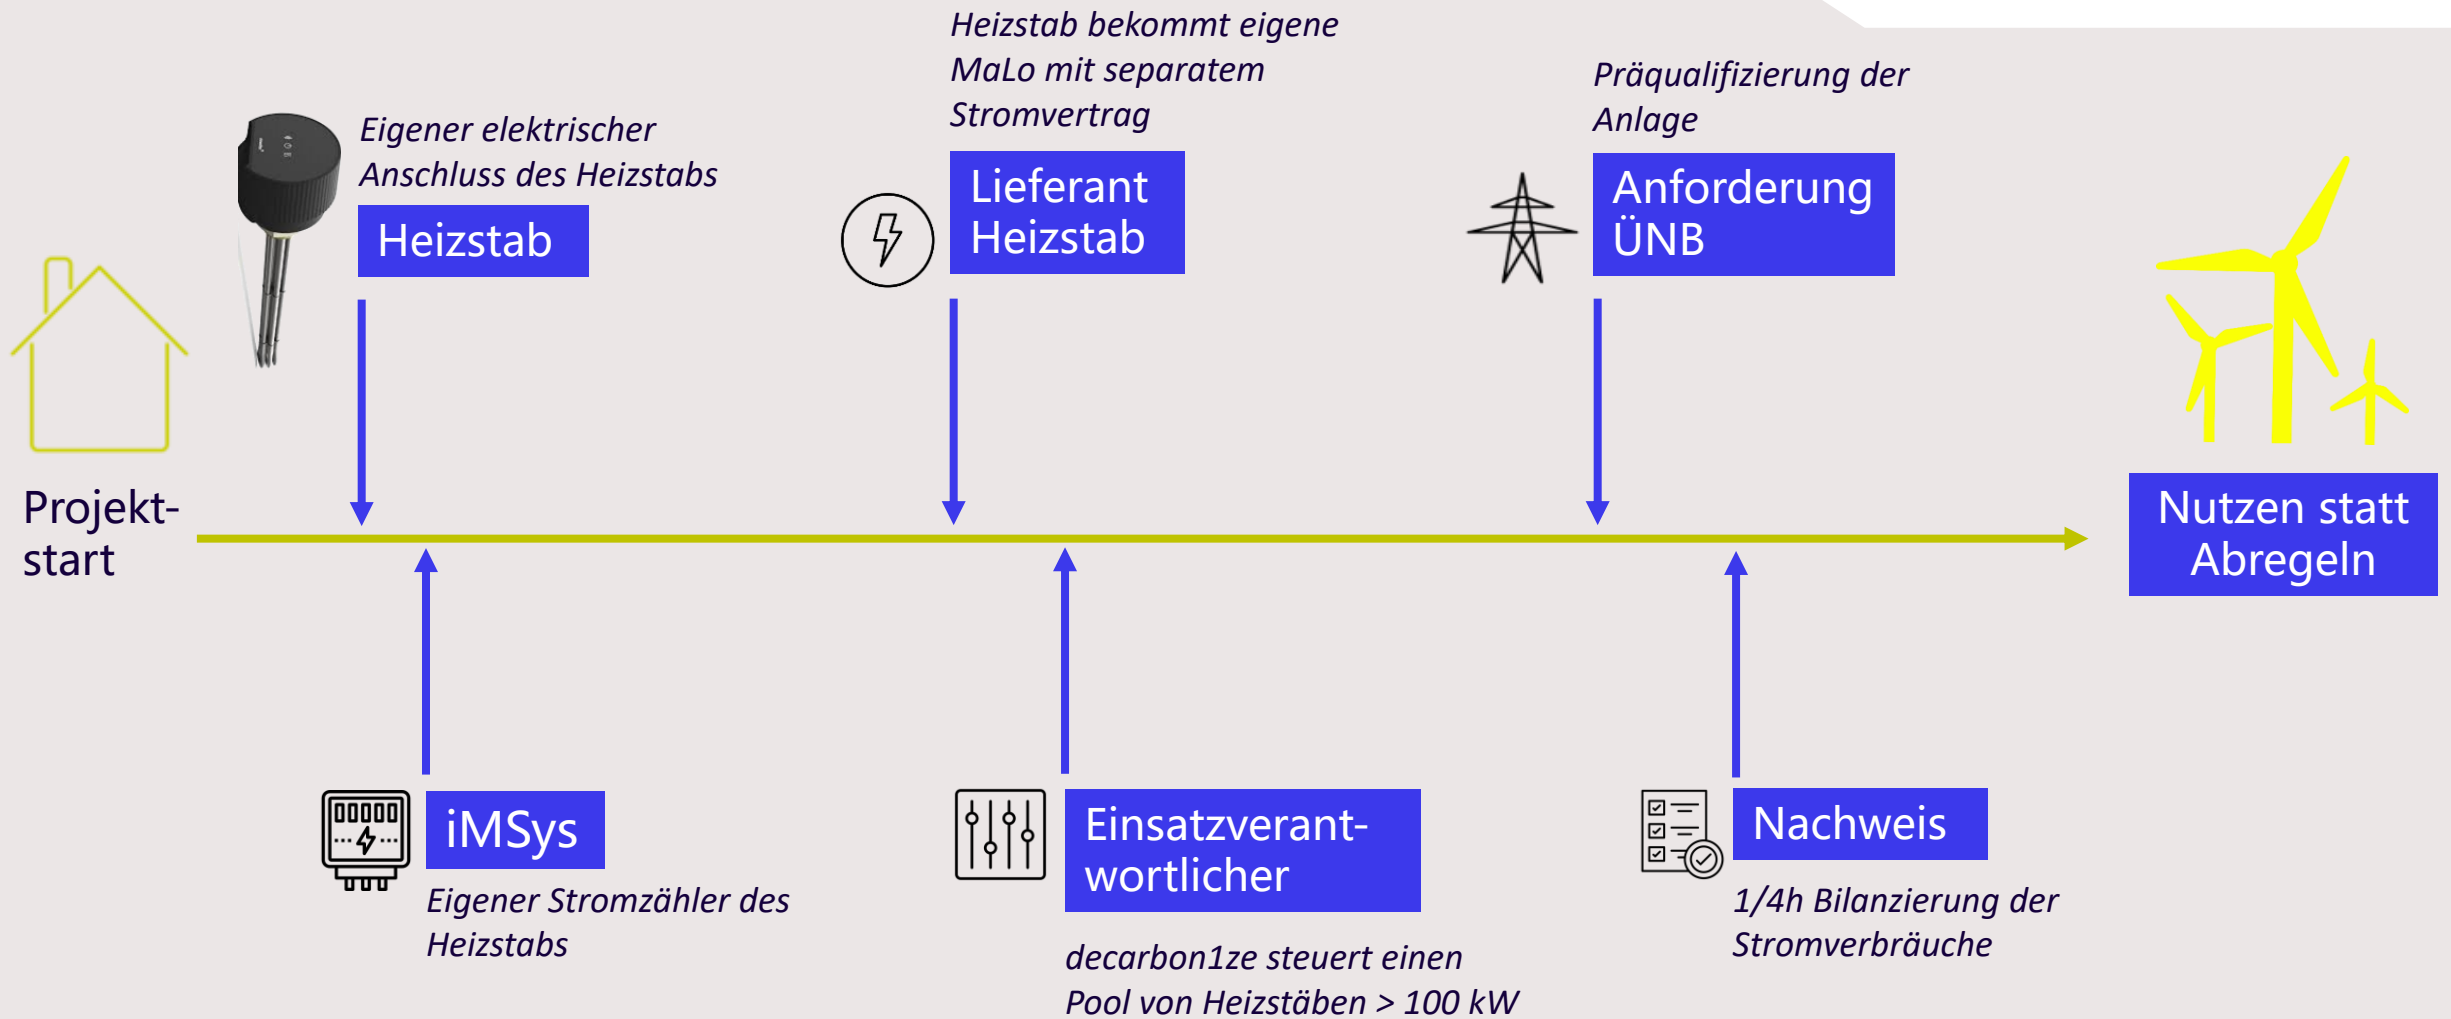 Heizstab bekommt eigene
MaLo mit separatem
Stromvertrag
Präqualifizierung der
Anlage
Eigener elektrischer
Anschluss des Heizstabs
Heizstab
Lieferant
Heizstab
Anforderung
ÜNB
Projekt-
start
Nutzen statt
Abregeln
iMSys
Eigener Stromzähler des
Heizstabs
Einsatzverant-
wortlicher
decarbon1ze steuert einen
Pool von Heizstäben > 100 kW
Nachweis
1/4h Bilanzierung der
Stromverbräuche